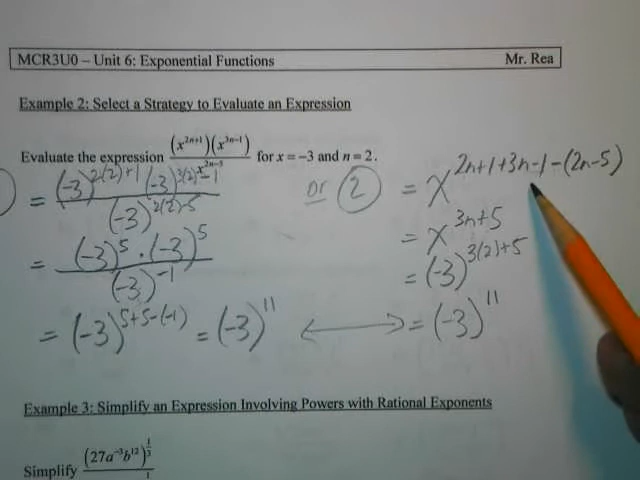 MCR3U0 – Unit 6: Exponential Functions Mr. Rea
Example 2: Select a Strategy to Evaluate an Expression
Evaluate the expression (x^{2n+1})(x^{3n−1}) / x^{2n−5} for x = −3 and n = 2.
= (-3)^{2(2)+1} (-3)^{3(2)-1} / (-3)^{2(2)-5}
= (-3)^5 · (-3)^5 / (-3)^{-1}
= (-3)^{5+5-(-1)} = (-3)^{11}
or 2 = x^{2n+1+3n-1-(2n-5)}
= x^{3n+5}
= (-3)^{3(2)+5}
↔ = (-3)^{11}
Example 3: Simplify an Expression Involving Powers with Rational Exponents
Simplify (27a^{−3}b^{12})^{1/3}
1